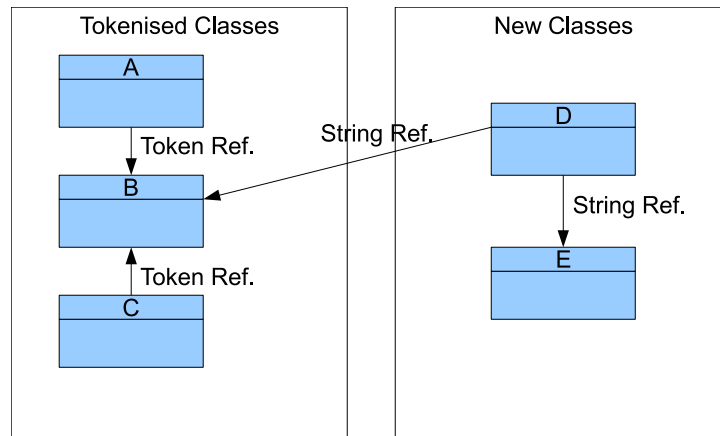 Tokenised Classes
New Classes
A
Token Ref.
B
Token Ref.
C
String Ref.
D
String Ref.
E